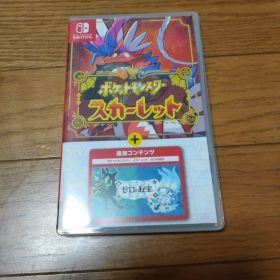 NINTENDO
SWITCH
ポケットモンスター
スカーレット
+
追加コンテンツ
ゼロの秘宝